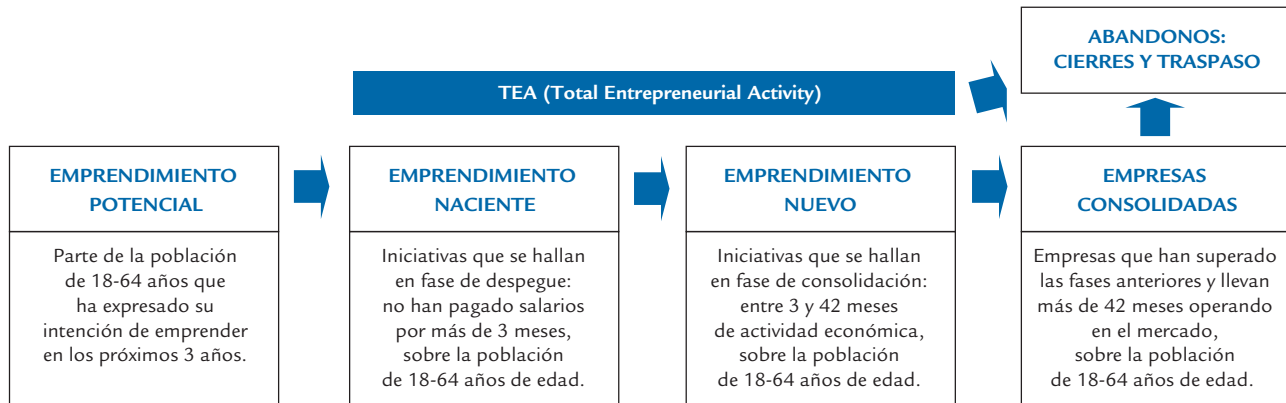 ABANDONOS:
CIERRES Y TRASPASO
TEA (Total Entrepreneurial Activity)
EMPRENDIMIENTO
POTENCIAL
Parte de la población
de 18-64 años que
ha expresado su
intención de emprender
en los próximos 3 años.
EMPRENDIMIENTO
NACIENTE
Iniciativas que se hallan
en fase de despegue:
no han pagado salarios
por más de 3 meses,
sobre la población
de 18-64 años de edad.
EMPRENDIMIENTO
NUEVO
Iniciativas que se hallan
en fase de consolidación:
entre 3 y 42 meses
de actividad económica,
sobre la población
de 18-64 años de edad.
EMPRESAS
CONSOLIDADAS
Empresas que han superado
las fases anteriores y llevan
más de 42 meses operando
en el mercado,
sobre la población
de 18-64 años de edad.